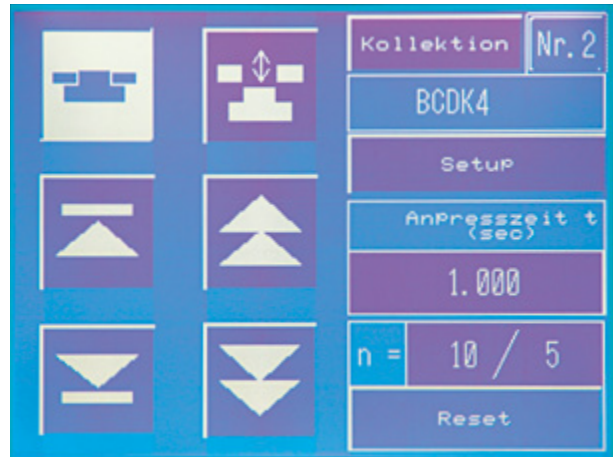 Kollektion Nr.2
BCDK4
Setup
Anpresszeit t
(sec)
1.000
n = 10 / 5
Reset